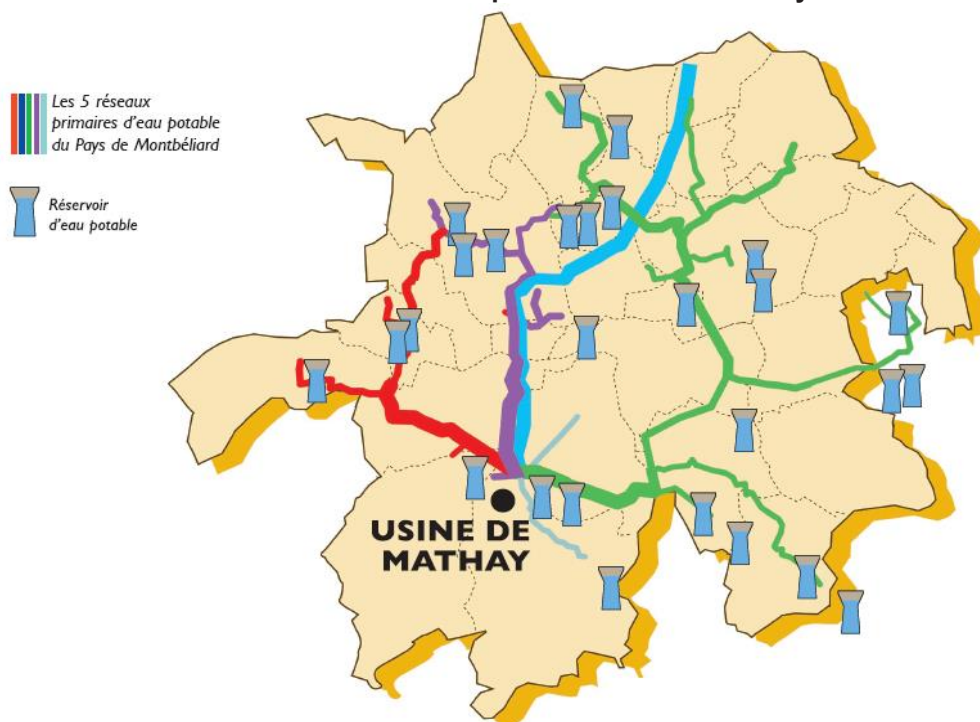 Les 5 réseaux
primaires d'eau potable
du Pays de Montbéliard
Réservoir
d'eau potable
USINE DE
MATHAY